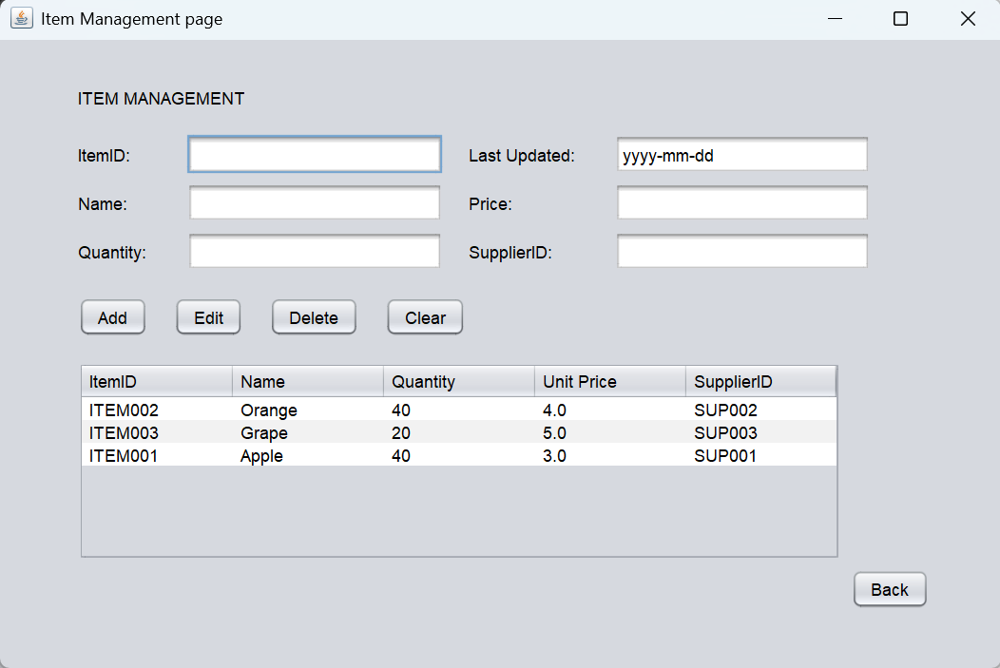 Item Management page
ITEM MANAGEMENT
ItemID: Last Updated: yyyy-mm-dd
Name: Price:
Quantity: SupplierID:
Add Edit Delete Clear
ItemID Name Quantity Unit Price SupplierID
ITEM002 Orange 40 4.0 SUP002
ITEM003 Grape 20 5.0 SUP003
ITEM001 Apple 40 3.0 SUP001
Back